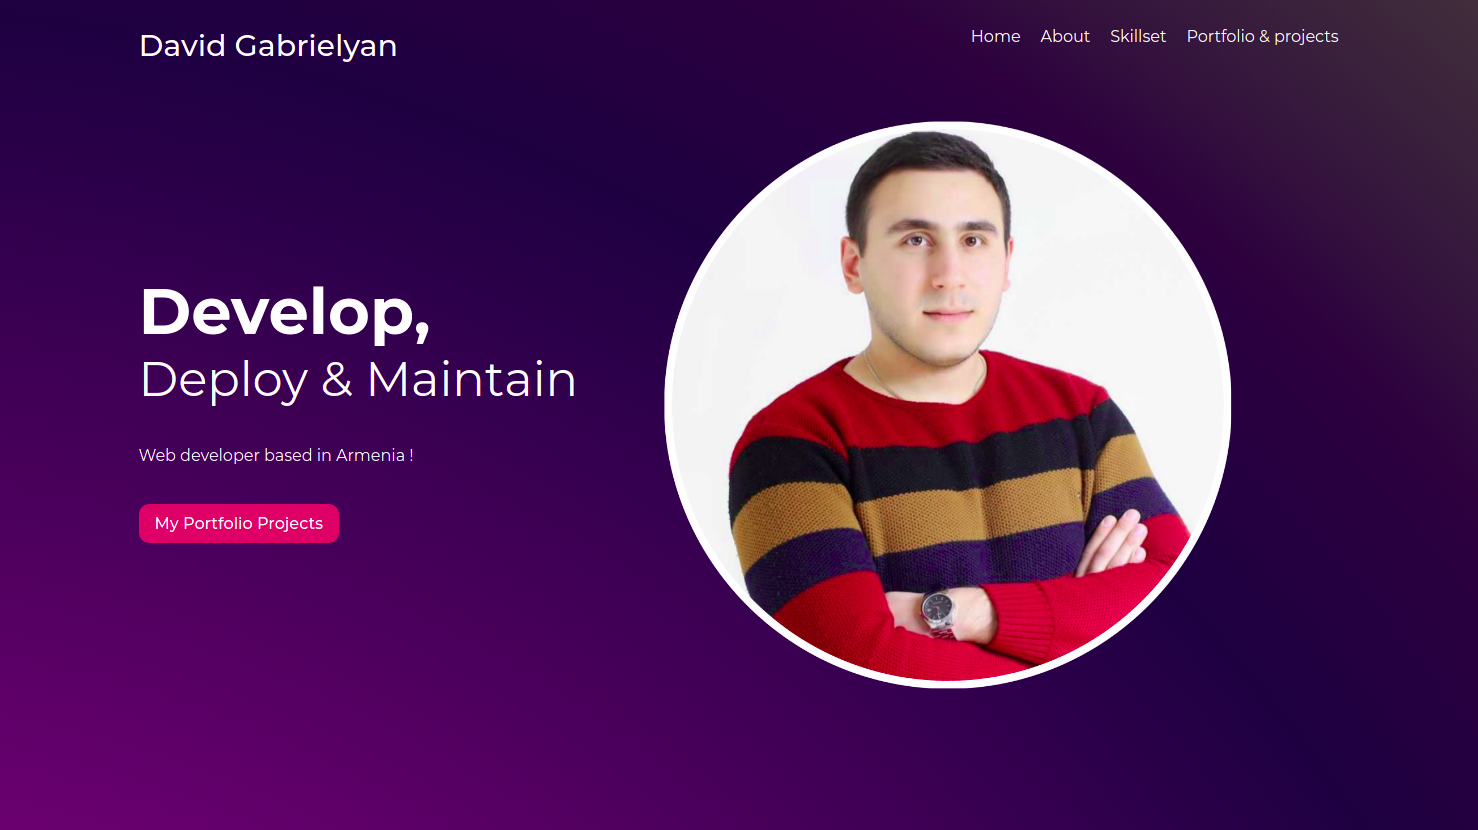 David Gabrielyan
Home About Skillset Portfolio & projects
Develop,
Deploy & Maintain
Web developer based in Armenia !
My Portfolio Projects